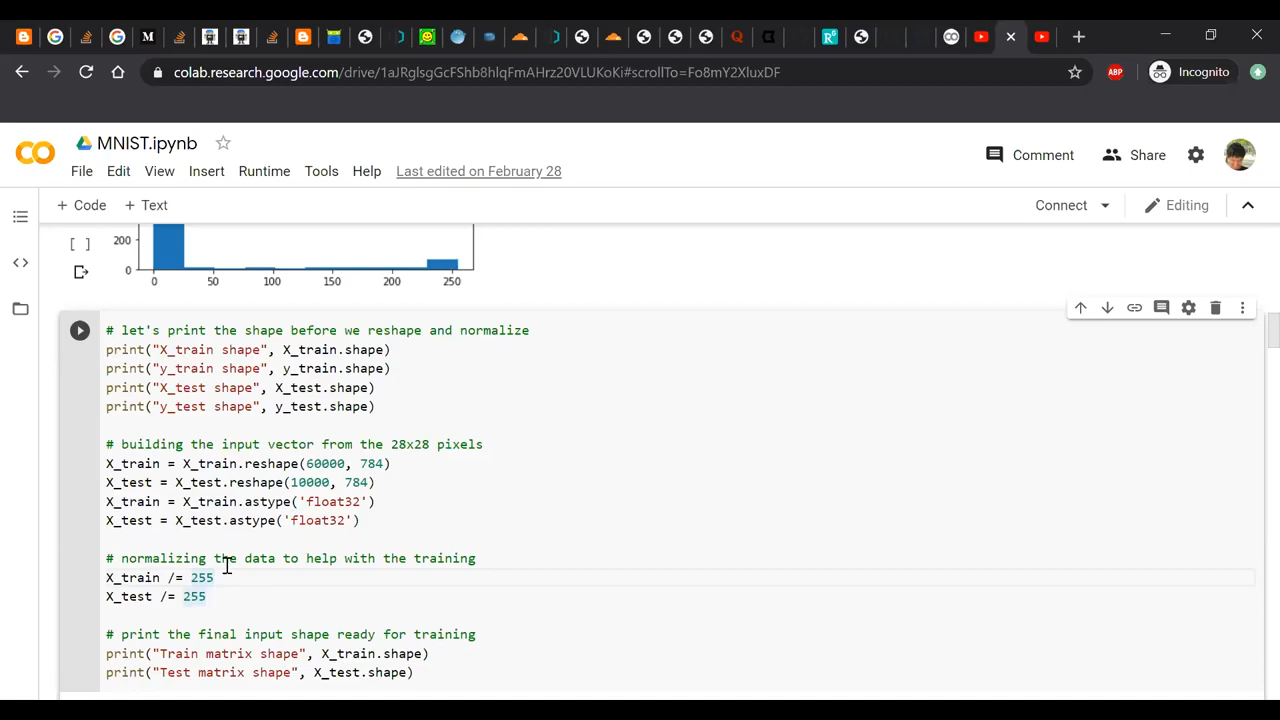 colab.research.google.com/drive/1aJRglsgGcFShb8hIqFmAHrz20VLUKoKi#scrollTo=Fo8mY2XluxDF
ABP
Incognito
MNIST.ipynb
Comment
Share
File Edit View Insert Runtime Tools Help Last edited on February 28
+ Code + Text
Connect
Editing
[ ]
200
0
0 50 100 150 200 250
# let's print the shape before we reshape and normalize
print("X_train shape", X_train.shape)
print("y_train shape", y_train.shape)
print("X_test shape", X_test.shape)
print("y_test shape", y_test.shape)
# building the input vector from the 28x28 pixels
X_train = X_train.reshape(60000, 784)
X_test = X_test.reshape(10000, 784)
X_train = X_train.astype('float32')
X_test = X_test.astype('float32')
# normalizing the data to help with the training
X_train /= 255
X_test /= 255
# print the final input shape ready for training
print("Train matrix shape", X_train.shape)
print("Test matrix shape", X_test.shape)